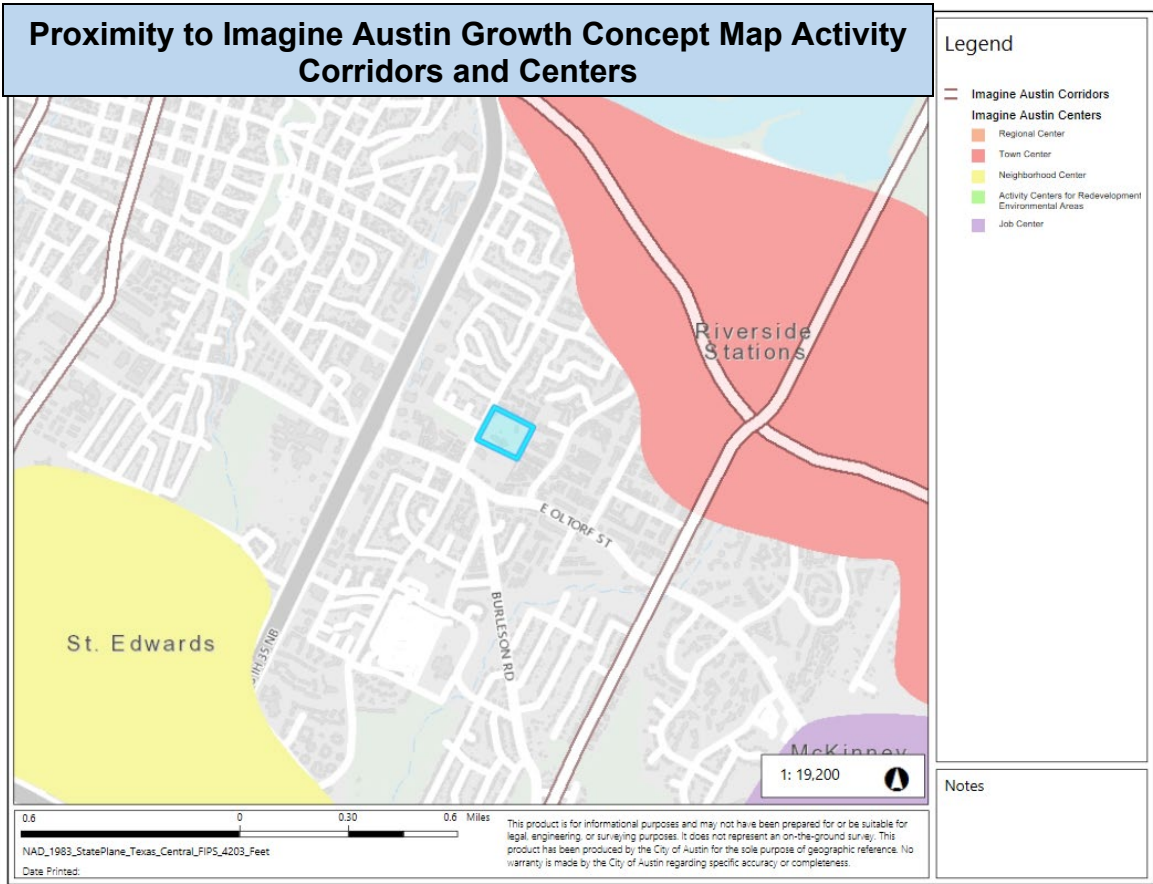 Proximity to Imagine Austin Growth Concept Map Activity
Corridors and Centers
Legend
Imagine Austin Corridors
Imagine Austin Centers
Regional Center
Town Center
Neighborhood Center
Activity Centers for Redevelopment
Environmental Areas
Job Center
Riverside
Stations
E OLTORF ST
BURLESON RD
IH 35 NB
St. Edwards
McKinney
1: 19,200
Notes
0.6
0
0.30
0.6 Miles
NAD_1983_StatePlane_Texas_Central_FIPS_4203_Feet
Date Printed:
This product is for informational purposes and may not have been prepared for or be suitable for
legal, engineering, or surveying purposes. It does not represent an on-the-ground survey. This
product has been produced by the City of Austin for the sole purpose of geographic reference. No
warranty is made by the City of Austin regarding specific accuracy or completeness.